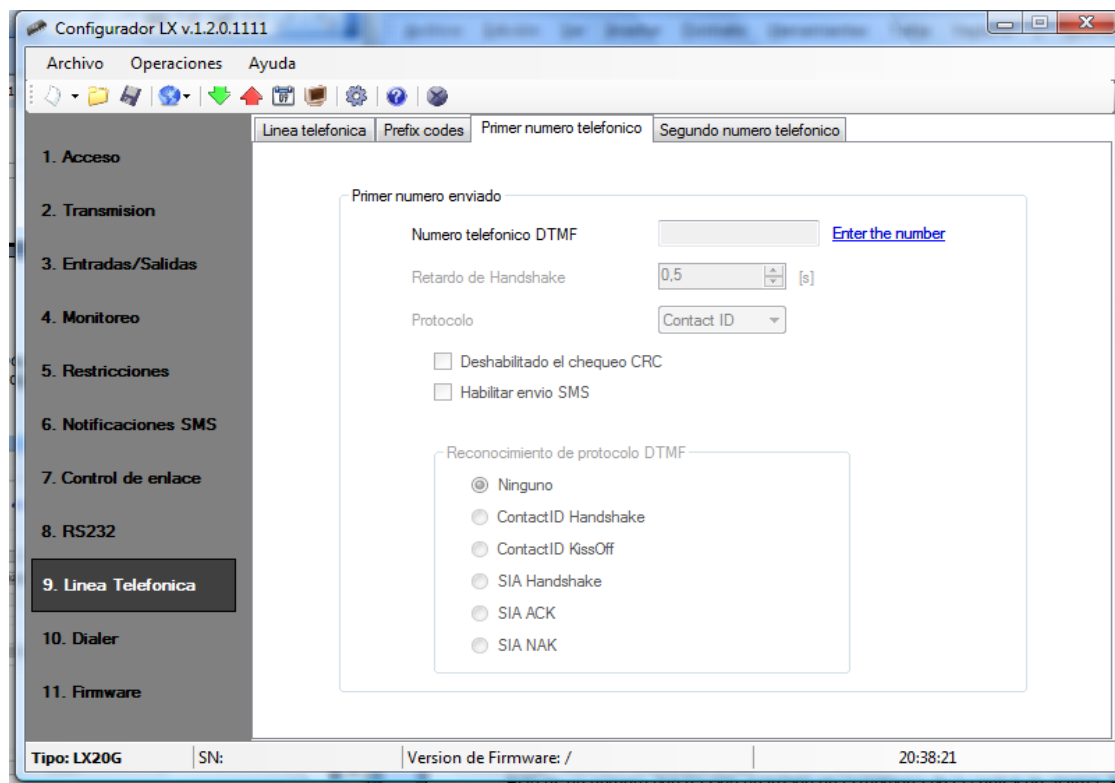 Configurador LX v.1.2.0.1111
Archivo Operaciones Ayuda
Linea telefonica
Prefix codes
Primer numero telefonico
Segundo numero telefonico
1. Acceso
2. Transmision
3. Entradas/Salidas
4. Monitoreo
5. Restricciones
6. Notificaciones SMS
7. Control de enlace
8. RS232
9. Linea Telefonica
10. Dialer
11. Firmware
Primer numero enviado
Numero telefonico DTMF
Enter the number
Retardo de Handshake
0,5
[s]
Protocolo
Contact ID
Deshabilitado el chequeo CRC
Habilitar envio SMS
Reconocimiento de protocolo DTMF
Ninguno
ContactID Handshake
ContactID KissOff
SIA Handshake
SIA ACK
SIA NAK
Tipo: LX20G
SN:
Version de Firmware: /
20:38:21